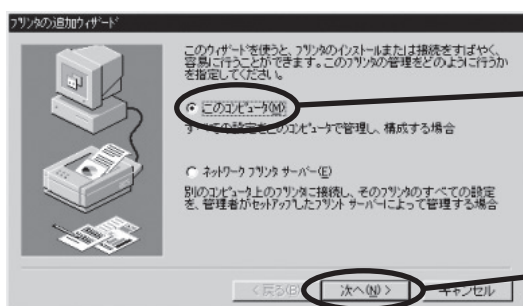 プリンタの追加ウィザード
このウィザードを使うと、プリンタのインストールまたは接続をすばやく、
容易に行うことができます。このプリンタの管理をどのように行うか
を指定してください。
このコンピュータ(M)
すべての設定をこのコンピュータで管理し、構成する場合
ネットワーク プリンタ サーバー(E)
別のコンピュータ上のプリンタに接続し、そのプリンタのすべての設定
を、管理者がセットアップしたプリント サーバーによって管理する場合
< 戻る(B) 次へ(N) > キャンセル